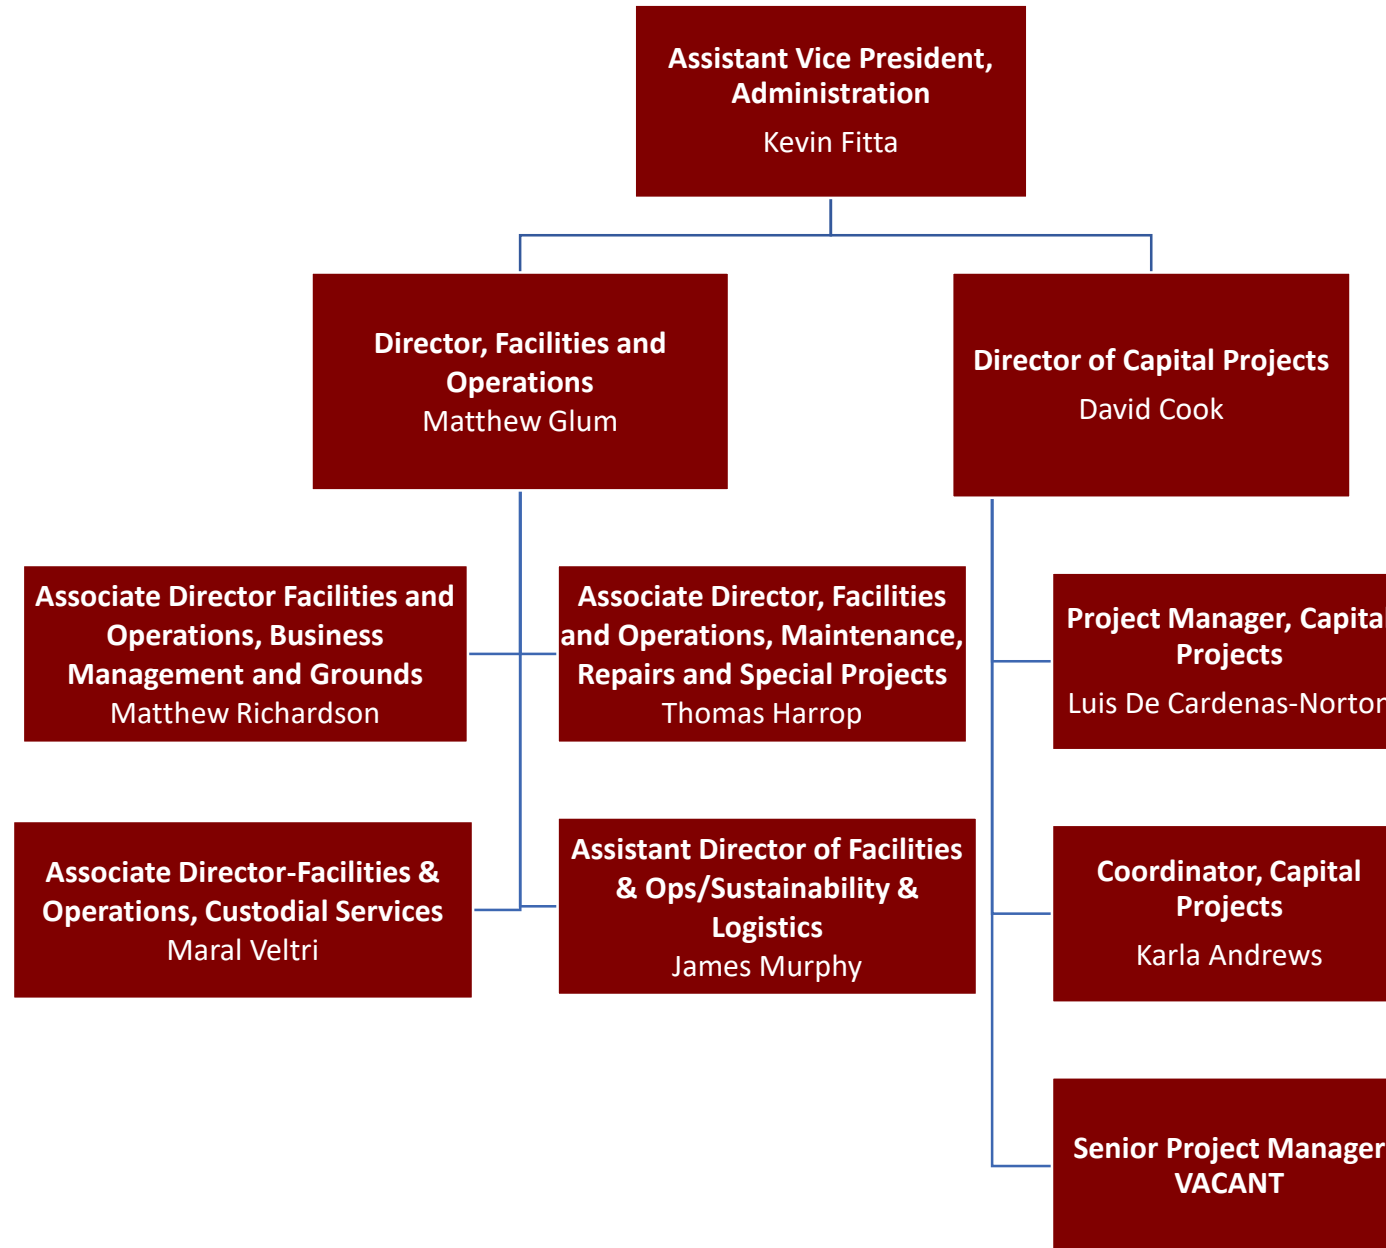 Assistant Vice President,
Administration
Kevin Fitta
Director, Facilities and
Operations
Matthew Glum
Director of Capital Projects
David Cook
Associate Director Facilities and
Operations, Business
Management and Grounds
Matthew Richardson
Associate Director, Facilities
and Operations, Maintenance,
Repairs and Special Projects
Thomas Harrop
Project Manager, Capital
Projects
Luis De Cardenas-Norton
Associate Director-Facilities &
Operations, Custodial Services
Maral Veltri
Assistant Director of Facilities
& Ops/Sustainability &
Logistics
James Murphy
Coordinator, Capital
Projects
Karla Andrews
Senior Project Manager
VACANT